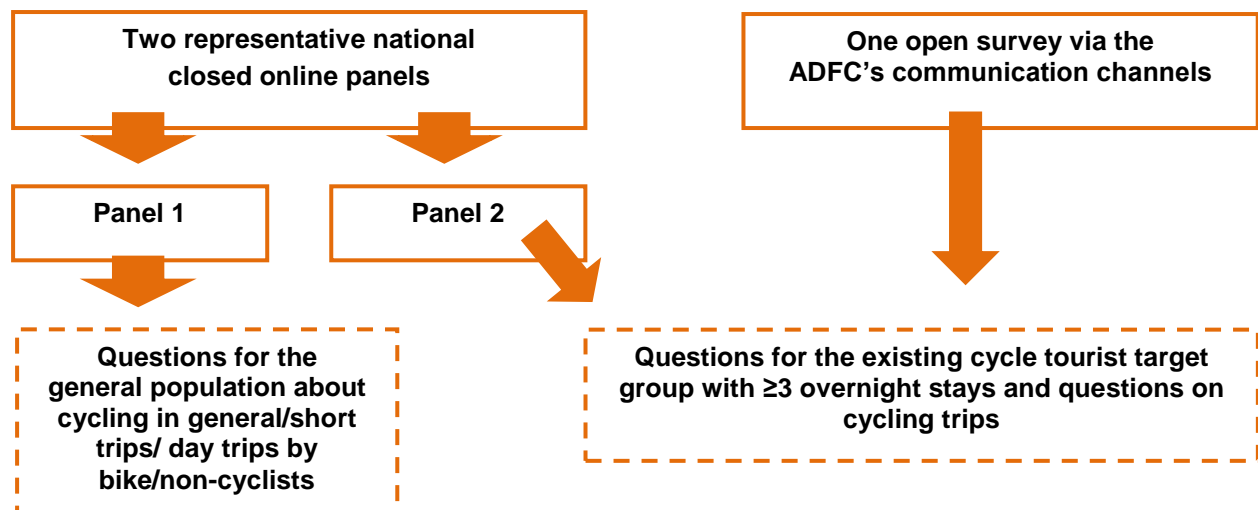 Two representative national
closed online panels
One open survey via the
ADFC's communication channels
Panel 1
Panel 2
Questions for the
general population about
cycling in general/short
trips/ day trips by
bike/non-cyclists
Questions for the existing cycle tourist target
group with ≥3 overnight stays and questions on
cycling trips